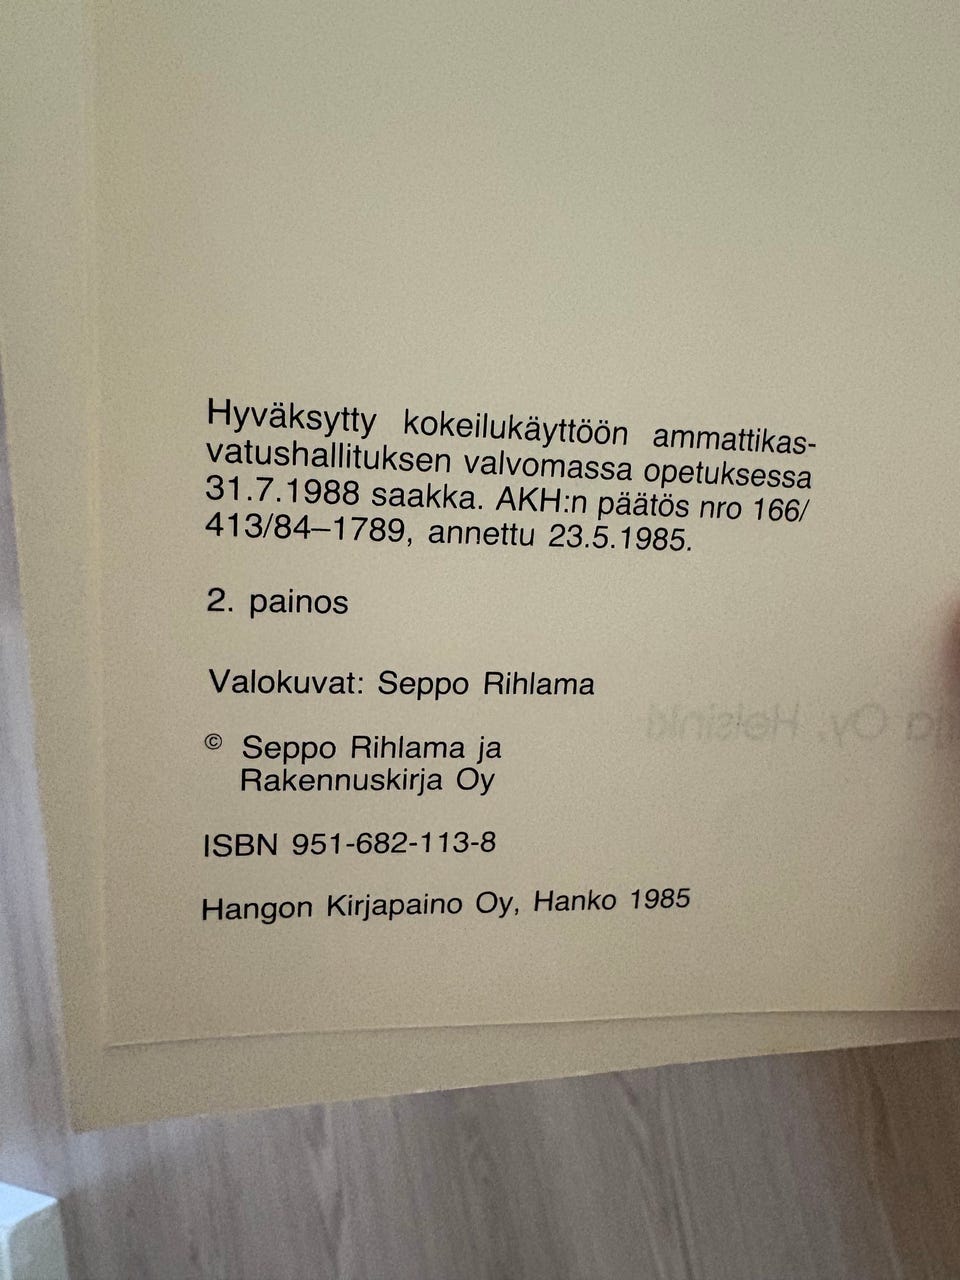 Hyväksytty kokeilukäyttöön ammattikas-
vatushallituksen valvomassa opetuksessa
31.7.1988 saakka. AKH:n päätös nro 166/
413/84–1789, annettu 23.5.1985.
2. painos
Valokuvat: Seppo Rihlama
© Seppo Rihlama ja
Rakennuskirja Oy
ISBN 951-682-113-8
Hangon Kirjapaino Oy, Hanko 1985
Oy, Helsinki